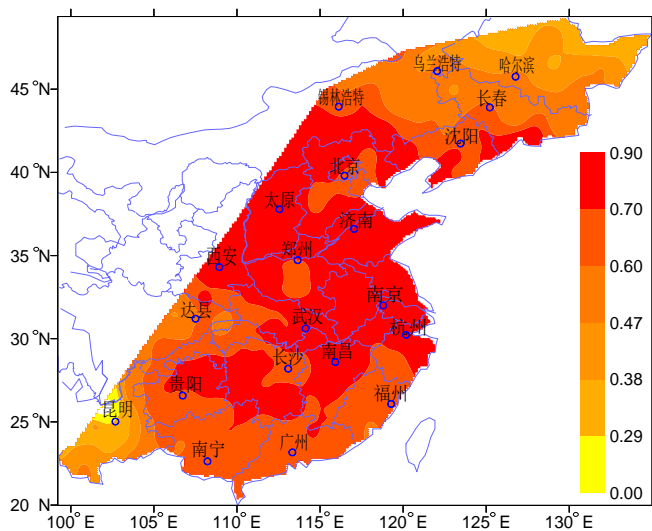 乌兰浩特
哈尔滨
45°N
锡林浩特
长春
沈阳
0.90
40°N
北京
太原
济南
0.70
35°N
西安
郑州
0.60
南京
达县
武汉
杭州
0.47
30°N
长沙
南昌
0.38
贵阳
福州
昆明
25°N
0.29
南宁
广州
0.00
20 N
100°E 105°E 110°E 115°E 120°E 125°E 130°E